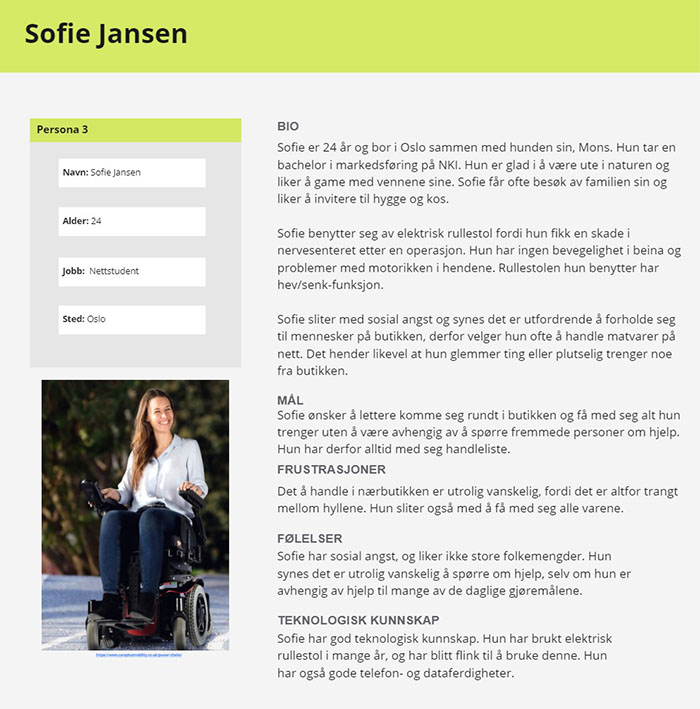 Sofie Jansen
Persona 3
Navn: Sofie Jansen
Alder: 24
Jobb: Nettstudent
Sted: Oslo
BIO
Sofie er 24 år og bor i Oslo sammen med hunden sin, Mons. Hun tar en
bachelor i markedsføring på NKI. Hun er glad i å være ute i naturen og
liker å game med vennene sine. Sofie får ofte besøk av familien sin og
liker å invitere til hygge og kos.
Sofie benytter seg av elektrisk rullestol fordi hun fikk en skade i
nervesenteret etter en operasjon. Hun har ingen bevegelighet i beina og
problemer med motorikken i hendene. Rullestolen hun benytter har
hev/senk-funksjon.
Sofie sliter med sosial angst og synes det er utfordrende å forholde seg
til mennesker på butikken, derfor velger hun ofte å handle matvarer på
nett. Det hender likevel at hun glemmer ting eller plutselig trenger noe
fra butikken.
MÅL
Sofie ønsker å lettere komme seg rundt i butikken og få med seg alt hun
trenger uten å være avhengig av å spørre fremmede personer om hjelp.
Hun har derfor alltid med seg handleliste.
FRUSTRASJONER
Det å handle i nærbutikken er utrolig vanskelig, fordi det er altfor trangt
mellom hyllene. Hun sliter også med å få med seg alle varene.
FØLELSER
Sofie har sosial angst, og liker ikke store folkemengder. Hun
synes det er utrolig vanskelig å spørre om hjelp, selv om hun er
avhengig av hjelp til mange av de daglige gjøremålene.
TEKNOLOGISK KUNNSKAP
Sofie har god teknologisk kunnskap. Hun har brukt elektrisk
rullestol i mange år, og har blitt flink til å bruke denne. Hun
har også gode telefon- og dataferdigheter.